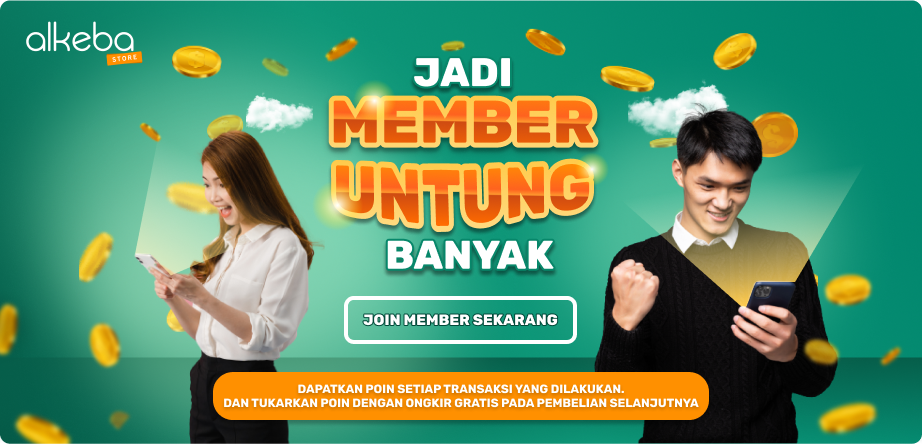 alkeba
STORE
JADI
MEMBER
UNTUNG
BANYAK
JOIN MEMBER SEKARANG
DAPATKAN POIN SETIAP TRANSAKSI YANG DILAKUKAN.
DAN TUKARKAN POIN DENGAN ONGKIR GRATIS PADA PEMBELIAN SELANJUTNYA